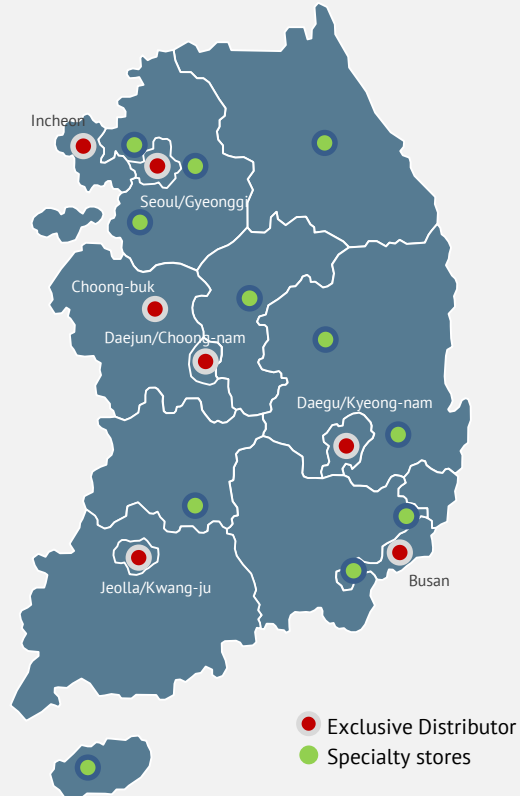 Incheon
Seoul/Gyeonggi
Choong-buk
Daejun/Choong-nam
Daegu/Kyeong-nam
Jeolla/Kwang-ju
Busan
Exclusive Distributor
Specialty stores